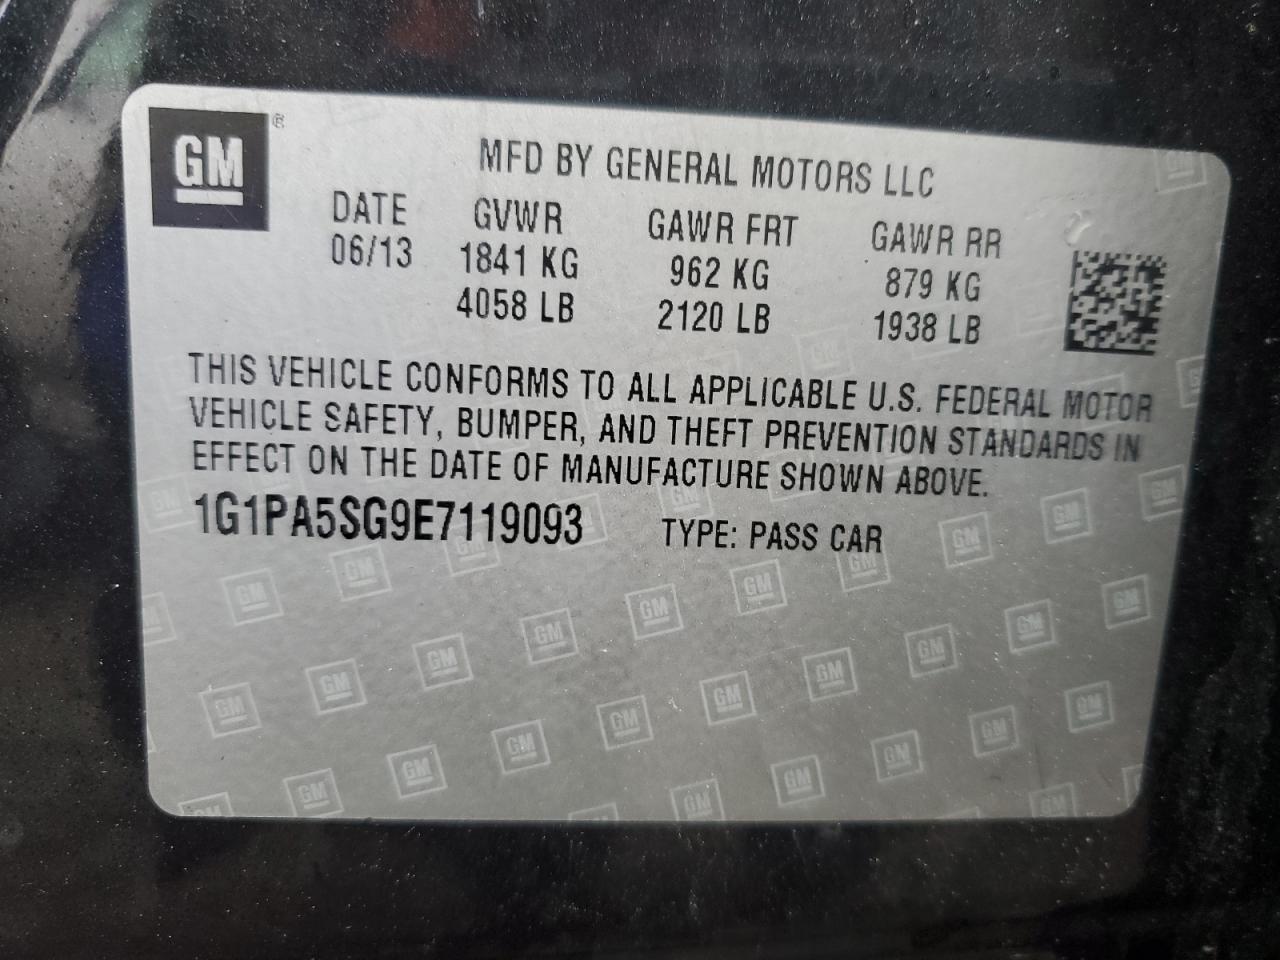 GM ®
MFD BY GENERAL MOTORS LLC
DATE GVWR GAWR FRT GAWR RR
06/13 1841 KG 962 KG 879 KG
4058 LB 2120 LB 1938 LB
THIS VEHICLE CONFORMS TO ALL APPLICABLE U.S. FEDERAL MOTOR
VEHICLE SAFETY, BUMPER, AND THEFT PREVENTION STANDARDS IN
EFFECT ON THE DATE OF MANUFACTURE SHOWN ABOVE.
1G1PA5SG9E7119093 TYPE: PASS CAR